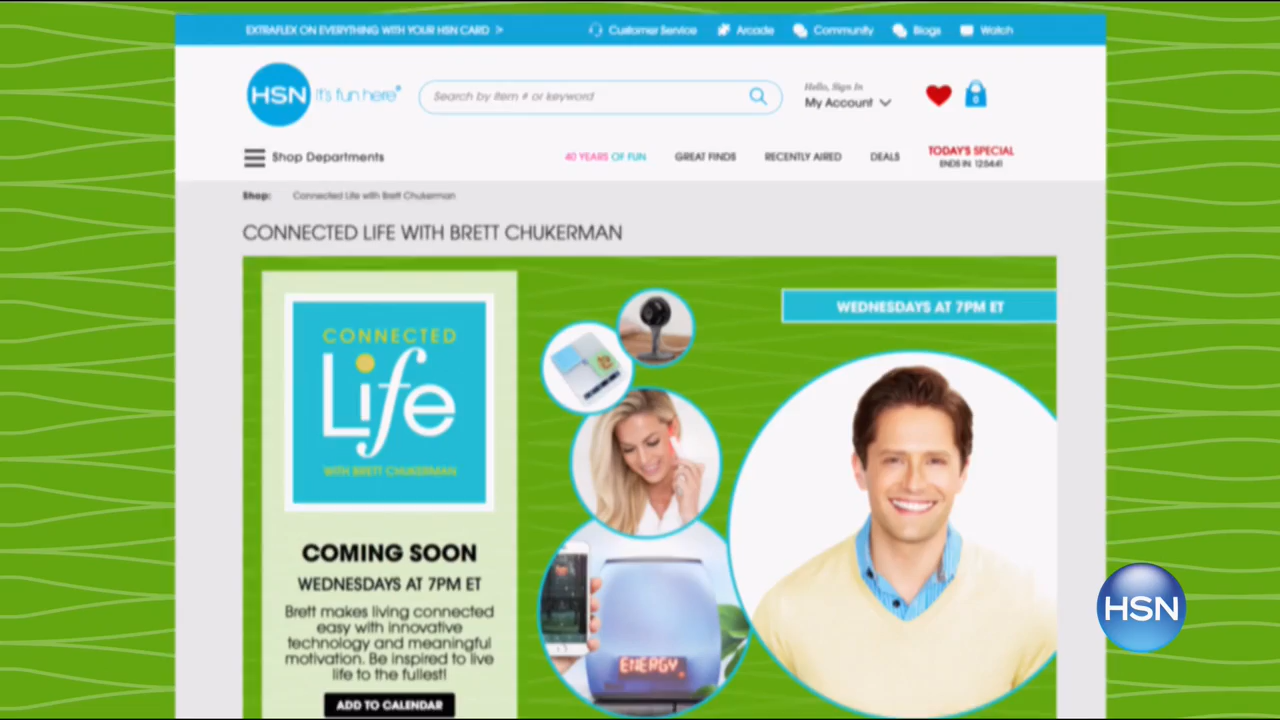 EXTRAFLEX ON EVERYTHING WITH YOUR HSN CARD >
Customer Service
Arcade
Community
Blogs
Watch
HSN it's fun here®
Search by item # or keyword
Hello, Sign In
My Account
0
Shop Departments
40 YEARS OF FUN
GREAT FINDS
RECENTLY AIRED
DEALS
TODAY'S SPECIAL
ENDS IN 12:54:41
Shop:
Connected Life with Brett Chukerman
CONNECTED LIFE WITH BRETT CHUKERMAN
WEDNESDAYS AT 7PM ET
CONNECTED
Life
WITH BRETT CHUKERMAN
COMING SOON
WEDNESDAYS AT 7PM ET
Brett makes living connected
easy with innovative
technology and meaningful
motivation. Be inspired to live
life to the fullest!
ADD TO CALENDAR
ENERGY
HSN